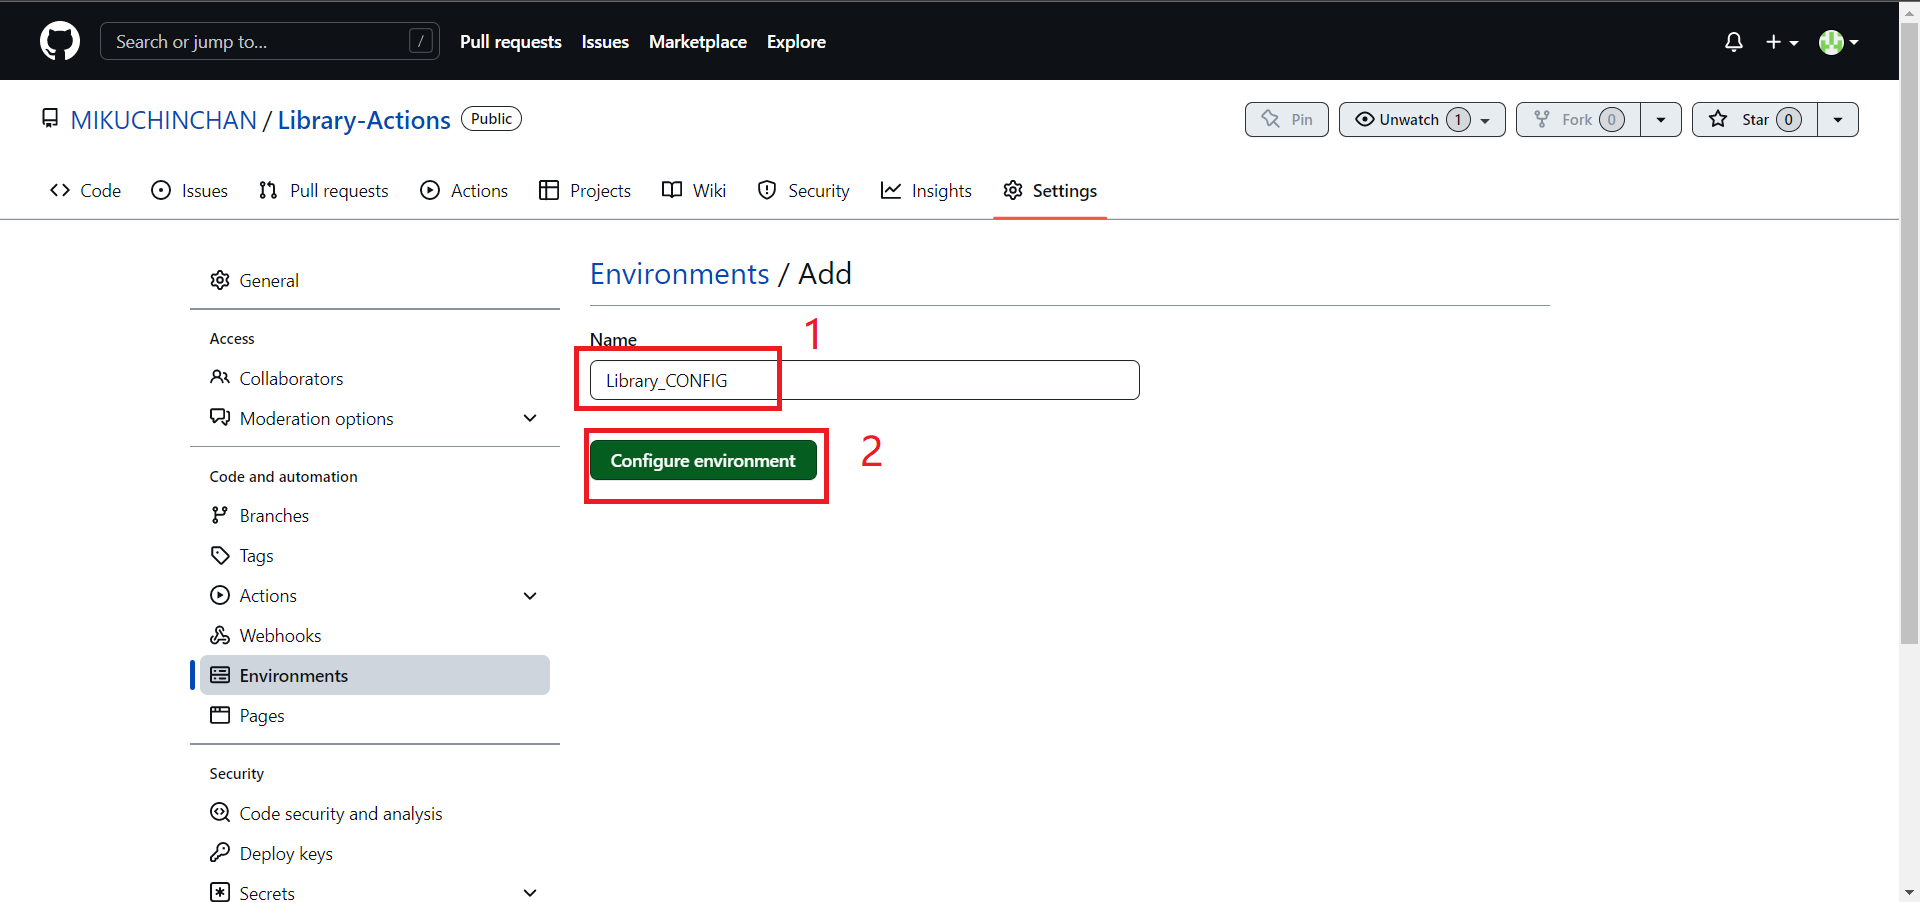 Search or jump to... /
Pull requests Issues Marketplace Explore
MIKUCHINCHAN / Library-Actions Public
Pin Unwatch 1 Fork 0 Star 0
Code Issues Pull requests Actions Projects Wiki Security Insights Settings
General
Access
Collaborators
Moderation options
Code and automation
Branches
Tags
Actions
Webhooks
Environments
Pages
Security
Code security and analysis
Deploy keys
Secrets
Environments / Add
Name
1
Library_CONFIG
Configure environment
2